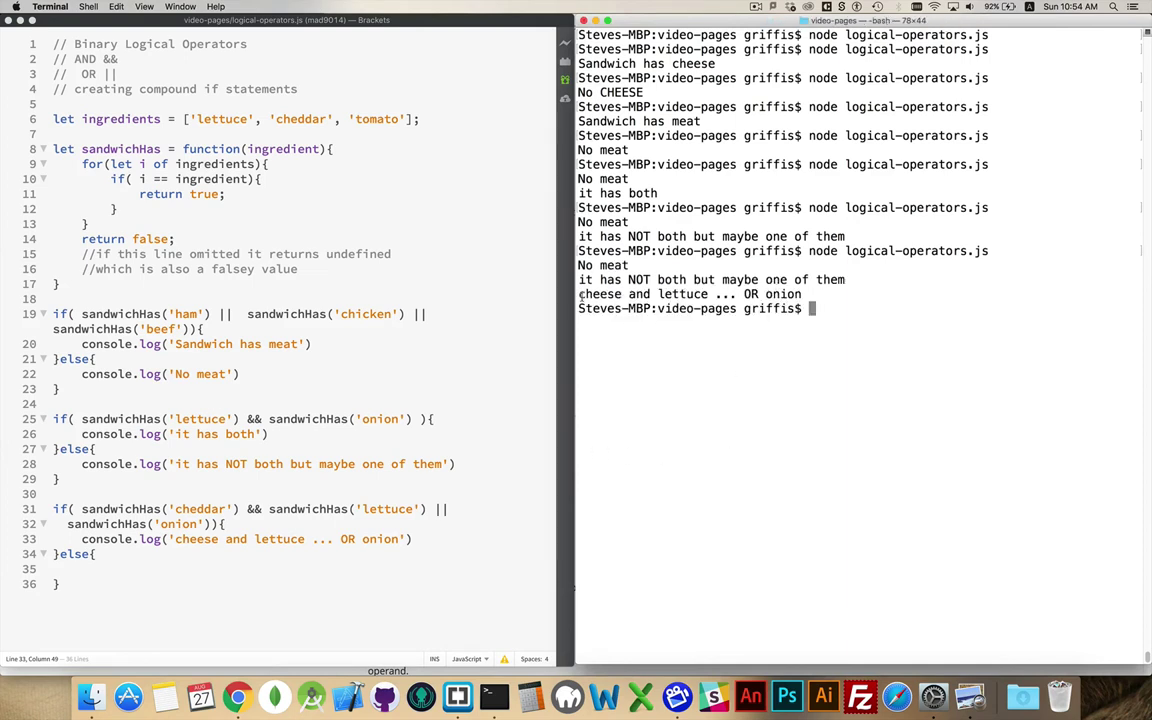 Terminal Shell Edit View Window Help
92% Sun 10:54 AM
video-pages/logical-operators.js (mad9014) — Brackets
1 // Binary Logical Operators
2 // AND &&
3 //  OR ||
4 // creating compound if statements
5
6 let ingredients = ['lettuce', 'cheddar', 'tomato'];
7
8 let sandwichHas = function(ingredient){
9 for(let i of ingredients){
10 if( i == ingredient){
11 return true;
12 }
13 }
14 return false;
15 //if this line omitted it returns undefined
16 //which is also a falsey value
17 }
18
19 if( sandwichHas('ham') ||  sandwichHas('chicken') ||
sandwichHas('beef')){
20 console.log('Sandwich has meat')
21 }else{
22 console.log('No meat')
23 }
24
25 if( sandwichHas('lettuce') && sandwichHas('onion') ){
26 console.log('it has both')
27 }else{
28 console.log('it has NOT both but maybe one of them')
29 }
30
31 if( sandwichHas('cheddar') && sandwichHas('lettuce') ||
32 sandwichHas('onion')){
33 console.log('cheese and lettuce ... OR onion')
34 }else{
35
36 }
Line 33, Column 49 — 36 Lines
INS JavaScript Spaces: 4
operand.
video-pages — -bash — 78×44
Steves-MBP:video-pages griffis$ node logical-operators.js
Steves-MBP:video-pages griffis$ node logical-operators.js
Sandwich has cheese
Steves-MBP:video-pages griffis$ node logical-operators.js
No CHEESE
Steves-MBP:video-pages griffis$ node logical-operators.js
Sandwich has meat
Steves-MBP:video-pages griffis$ node logical-operators.js
No meat
Steves-MBP:video-pages griffis$ node logical-operators.js
No meat
it has both
Steves-MBP:video-pages griffis$ node logical-operators.js
No meat
it has NOT both but maybe one of them
Steves-MBP:video-pages griffis$ node logical-operators.js
No meat
it has NOT both but maybe one of them
cheese and lettuce ... OR onion
Steves-MBP:video-pages griffis$
AUG
27
An Ps Ai Fz